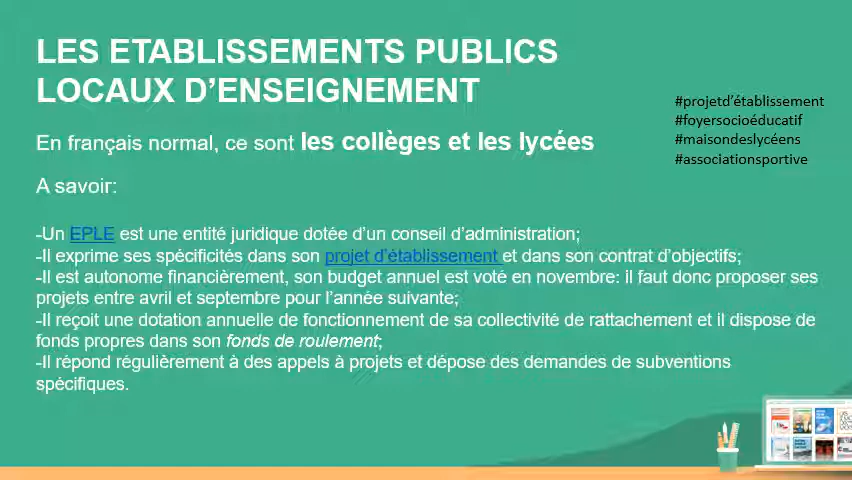 LES ETABLISSEMENTS PUBLICS
LOCAUX D’ENSEIGNEMENT
#projetd’établissement
#foyersocioéducatif
#maisondeslycéens
#associationsportive
En français normal, ce sont les collèges et les lycées
A savoir:
-Un EPLE est une entité juridique dotée d’un conseil d’administration;
-Il exprime ses spécificités dans son projet d’établissement et dans son contrat d’objectifs;
-Il est autonome financièrement, son budget annuel est voté en novembre: il faut donc proposer ses
projets entre avril et septembre pour l’année suivante;
-Il reçoit une dotation annuelle de fonctionnement de sa collectivité de rattachement et il dispose de
fonds propres dans son fonds de roulement;
-Il répond régulièrement à des appels à projets et dépose des demandes de subventions
spécifiques.